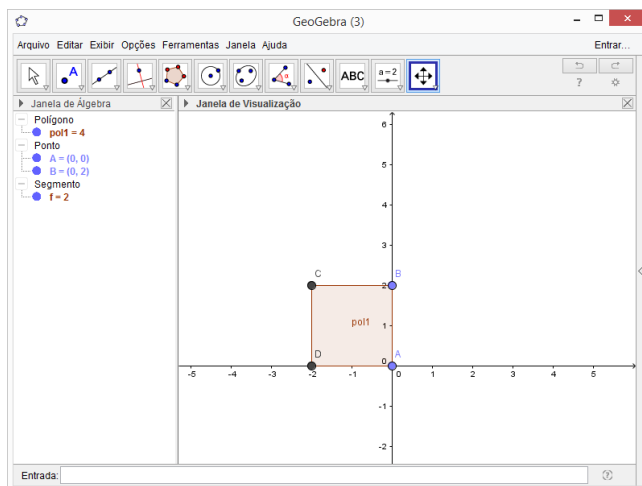 GeoGebra (3)
Arquivo Editar Exibir Opções Ferramentas Janela Ajuda
Entrar...
A
a
ABC
a=2
?
Janela de Álgebra
Janela de Visualização
Polígono
pol1 = 4
Ponto
A = (0, 0)
B = (0, 2)
Segmento
f = 2
6
5
4
3
C
B
2
pol1
1
D
A
0
-5 -4 -3 -2 -1 0 1 2 3 4 5
-1
-2
Entrada:
?